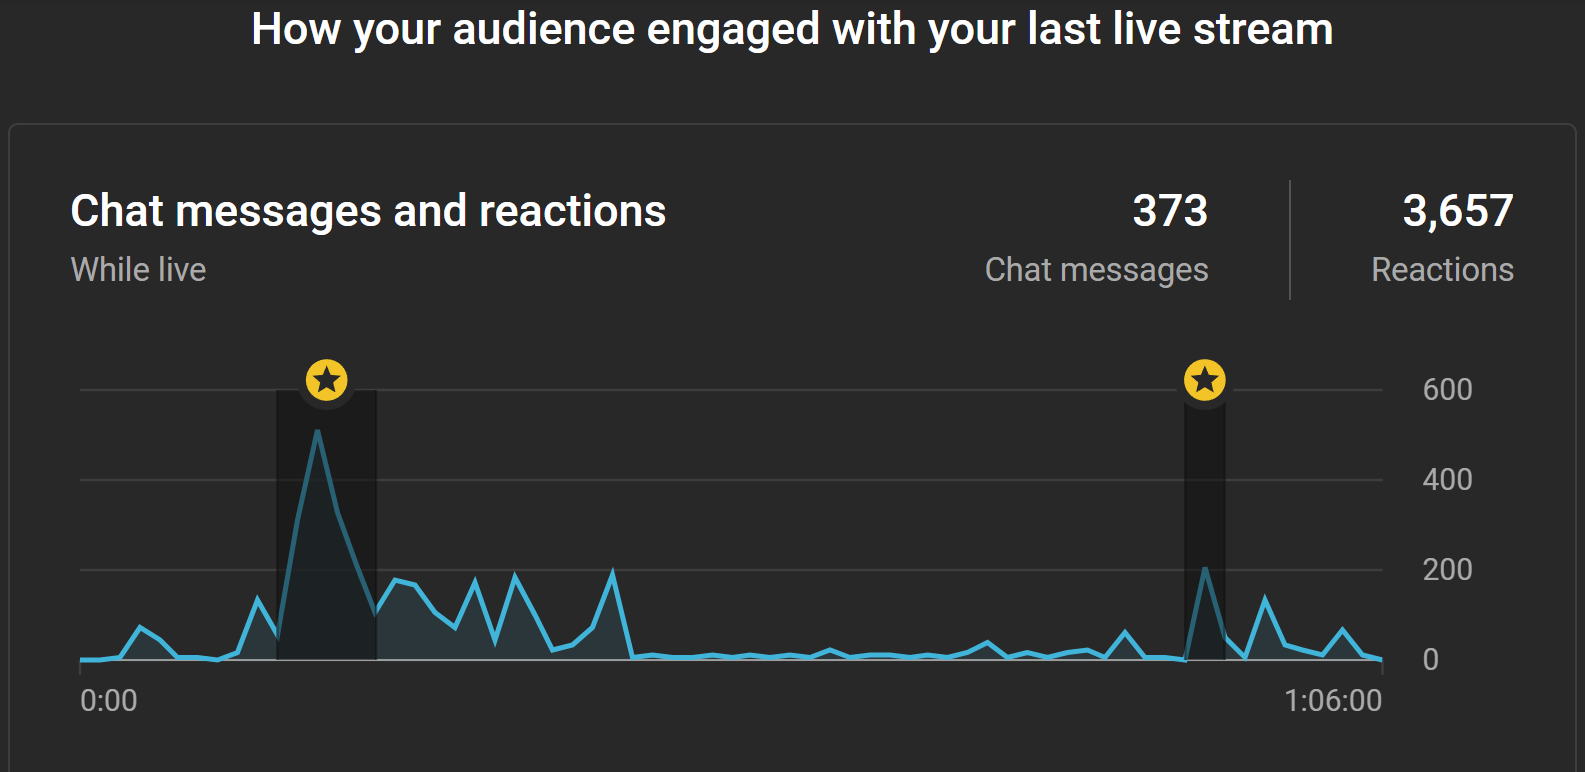 How your audience engaged with your last live stream
Chat messages and reactions
While live
373
Chat messages
3,657
Reactions
600
400
200
0
0:00
1:06:00